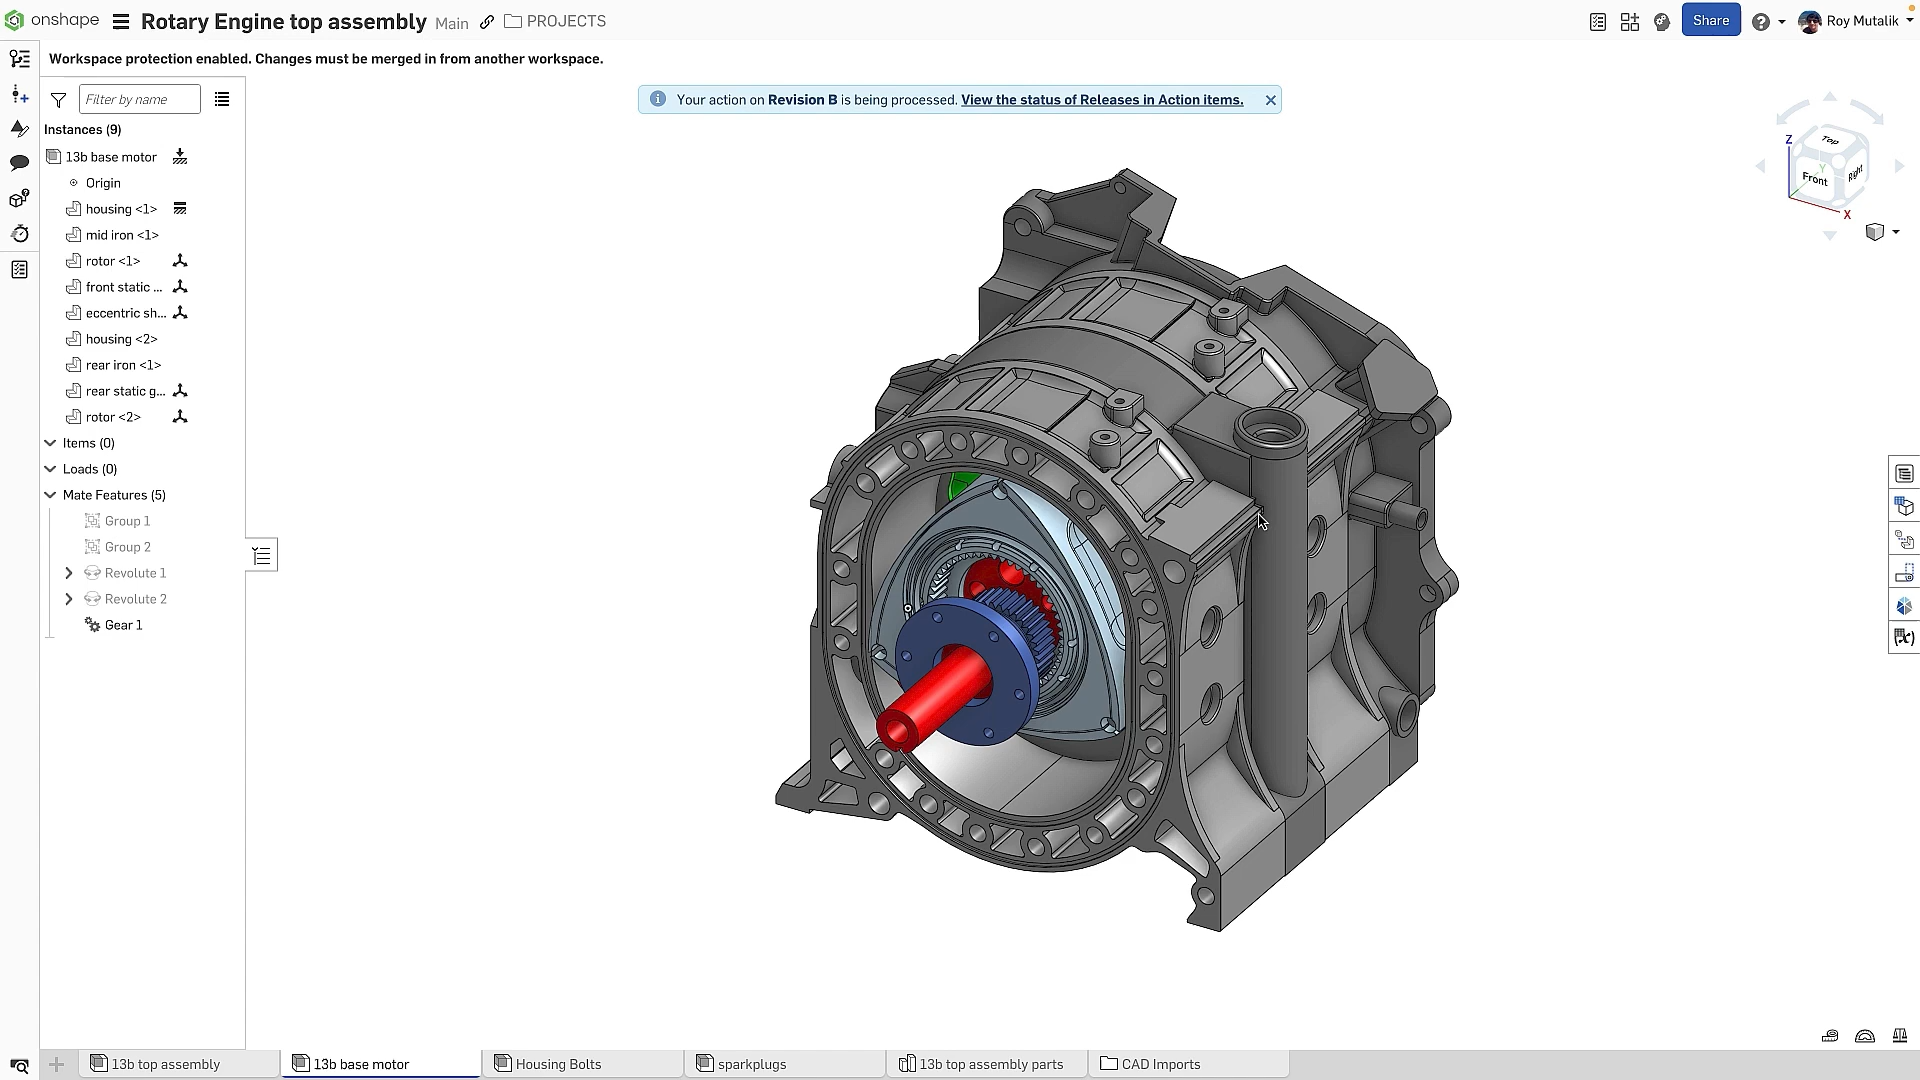 onshape Rotary Engine top assembly Main PROJECTS Share Roy Mutalik
Workspace protection enabled. Changes must be merged in from another workspace.
Filter by name
Your action on Revision B is being processed. View the status of Releases in Action items.
Instances (9)
13b base motor
Origin
housing <1>
mid iron <1>
rotor <1>
front static ...
eccentric sh...
housing <2>
rear iron <1>
rear static g...
rotor <2>
Items (0)
Loads (0)
Mate Features (5)
Group 1
Group 2
Revolute 1
Revolute 2
Gear 1
Z
Top
Y
Front
Right
X
(x)
13b top assembly
13b base motor
Housing Bolts
sparkplugs
13b top assembly parts
CAD Imports